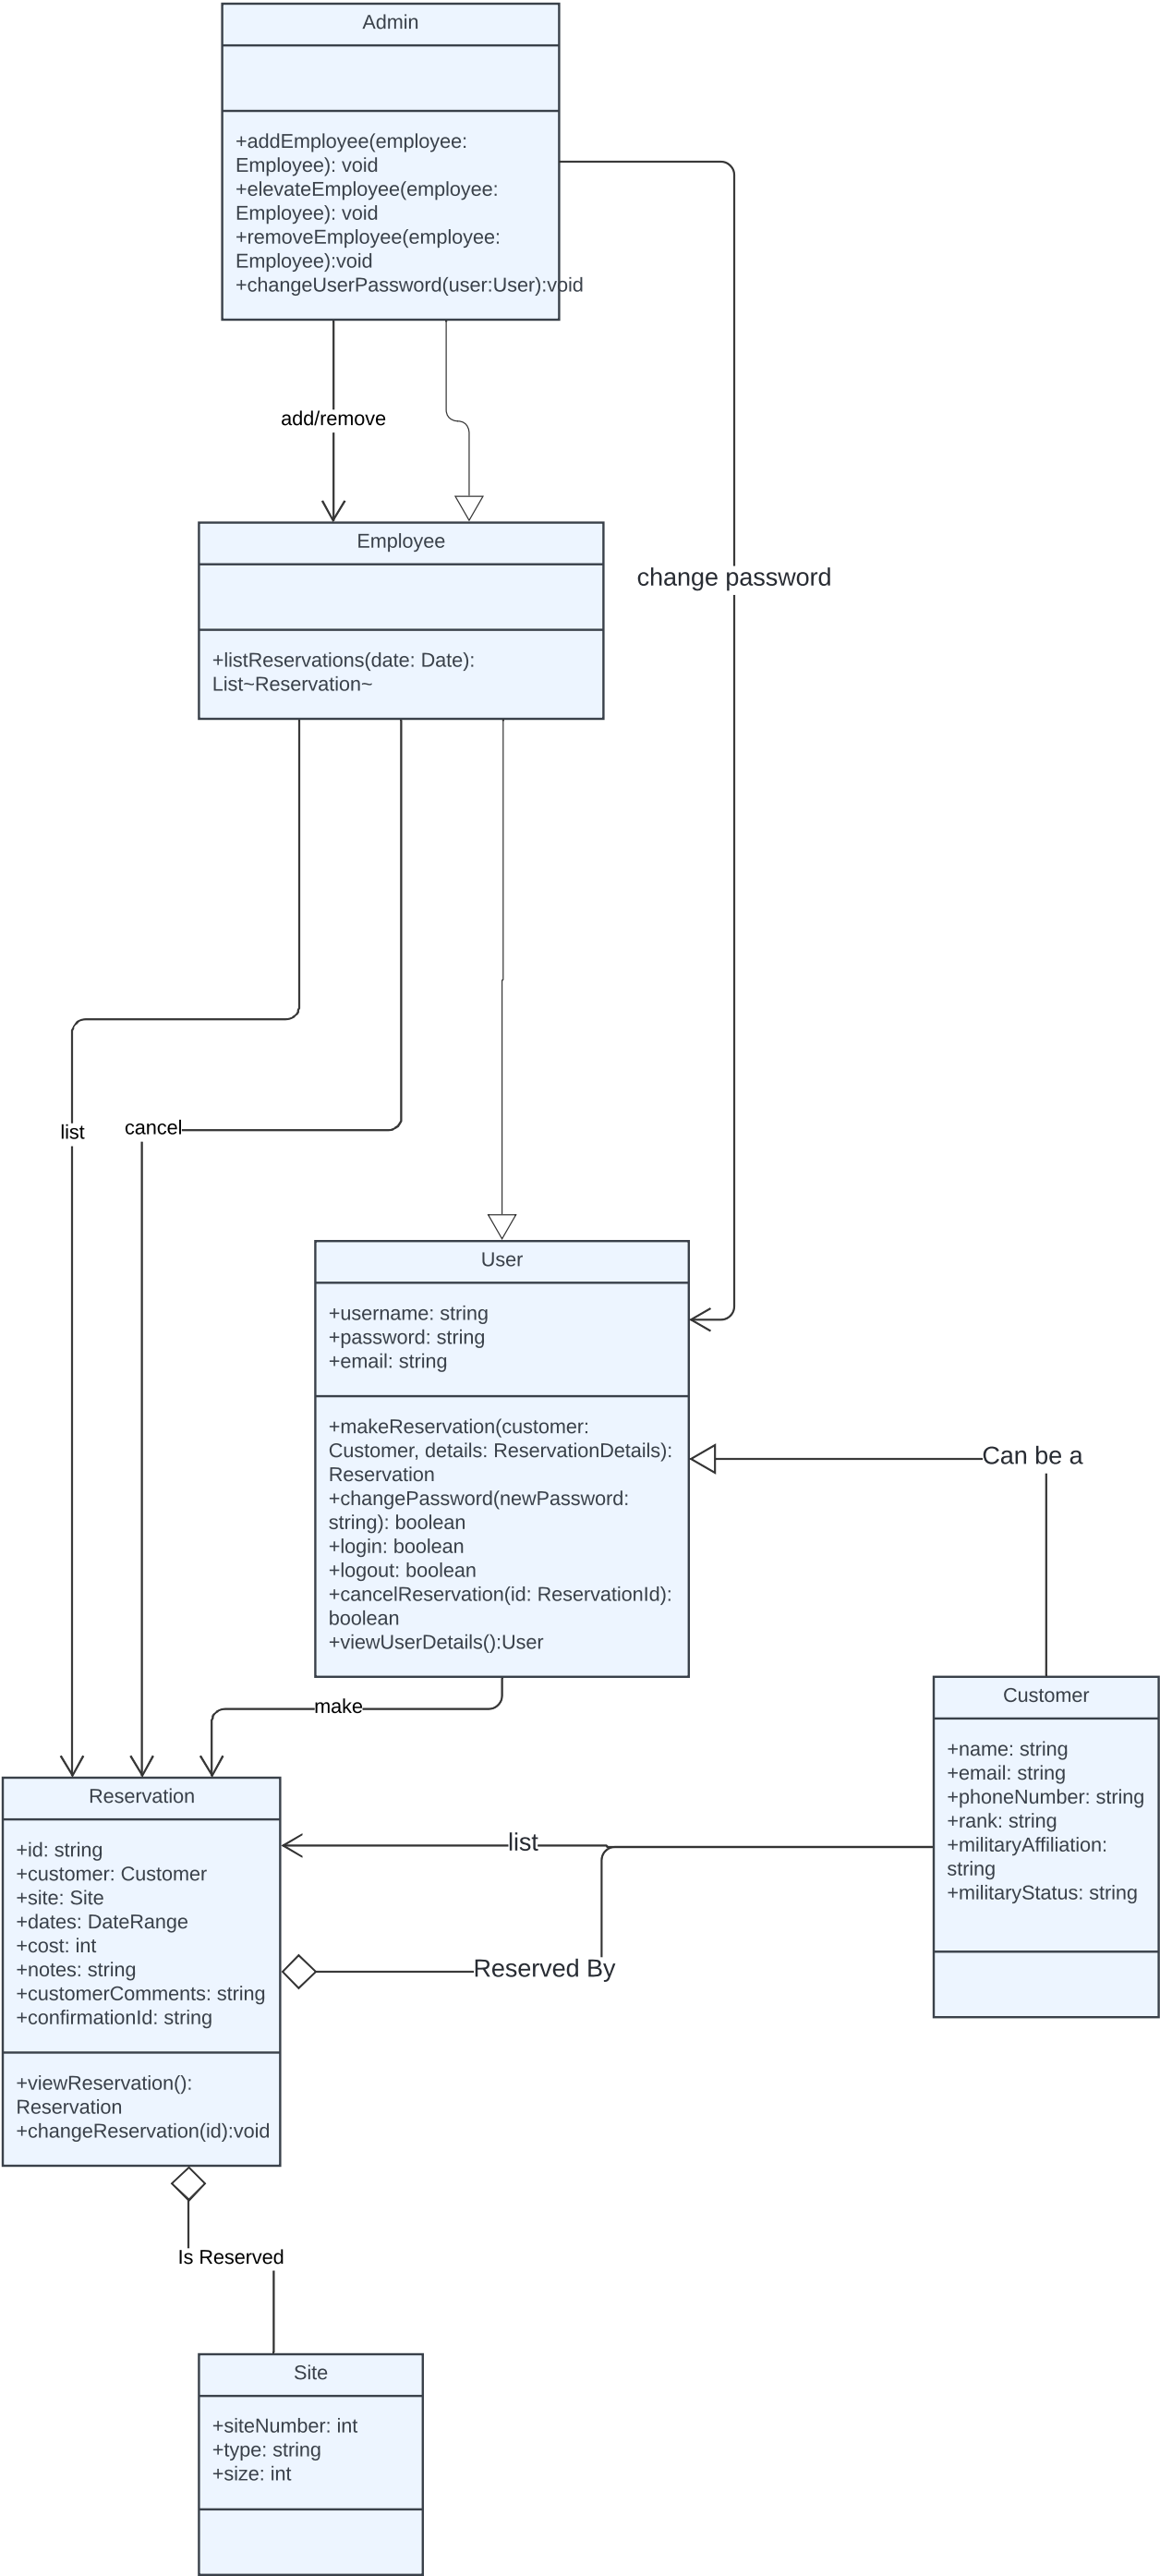 Admin
+addEmployee(employee:
Employee): void
+elevateEmployee(employee:
Employee): void
+removeEmployee(employee:
Employee):void
+changeUserPassword(user:User):void
add/remove
Employee
change password
+listReservations(date: Date):
List~Reservation~
list
cancel
User
+username: string
+password: string
+email: string
+makeReservation(customer:
Customer, details: ReservationDetails):
Reservation
+changePassword(newPassword:
string): boolean
+login: boolean
+logout: boolean
+cancelReservation(id: ReservationId):
boolean
+viewUserDetails():User
Can be a
make
Customer
+name: string
+email: string
+phoneNumber: string
+rank: string
+militaryAffiliation:
string
+militaryStatus: string
Reservation
+id: string
+customer: Customer
+site: Site
+dates: DateRange
+cost: int
+notes: string
+customerComments: string
+confirmationId: string
+viewReservation():
Reservation
+changeReservation(id):void
list
Reserved By
Is Reserved
Site
+siteNumber: int
+type: string
+size: int